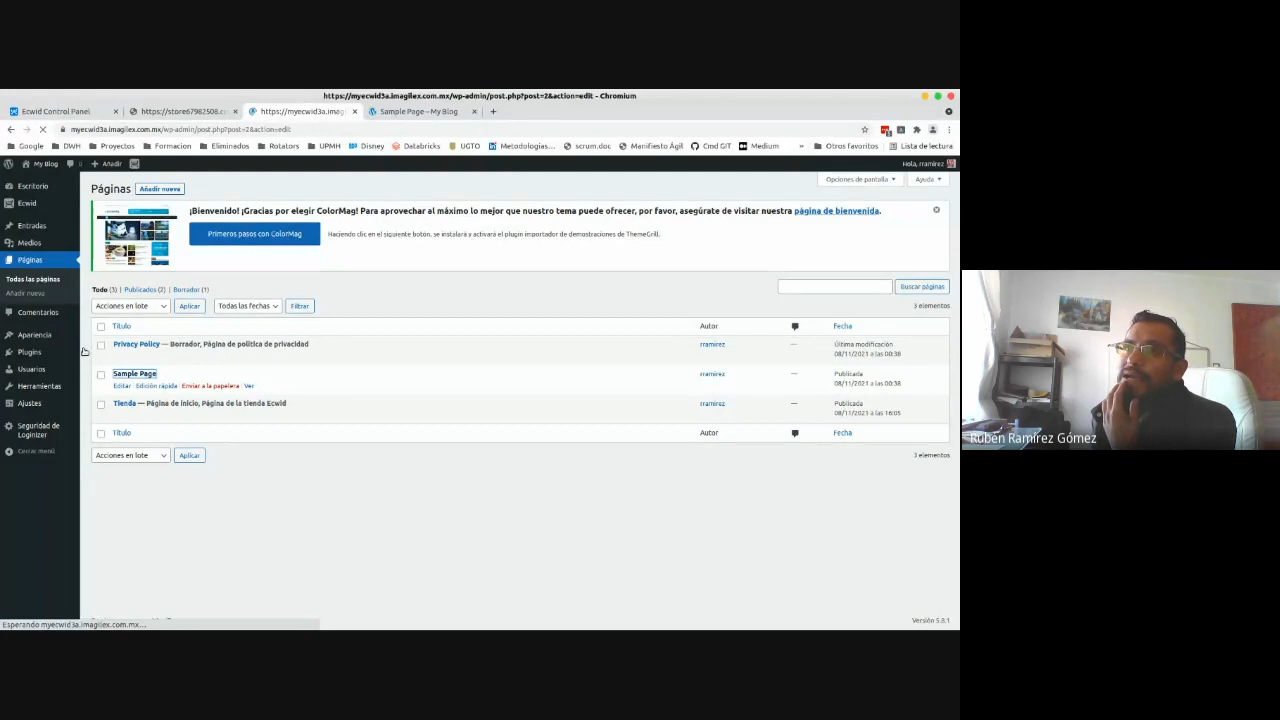 https://myecwid3a.imagilex.com.mx/wp-admin/post.php?post=2&action=edit - Chromium
Ecwid Control Panel
https://store67982508.c
https://myecwid3a.imag
Sample Page – My Blog
myecwid3a.imagilex.com.mx/wp-admin/post.php?post=2&action=edit
Google
DWH
Proyectos
Formacion
Eliminados
Rotators
UPMH
Disney
Databricks
UGTO
Metodologías...
scrum.doc
Manifiesto Ágil
Cmd GIT
Medium
»
Otros favoritos
Lista de lectura
My Blog
0
Añadir
Hola, rramirez
Opciones de pantalla
Ayuda
Escritorio
Ecwid
Entradas
Medios
Páginas
Todas las páginas
Añadir nueva
Comentarios
Apariencia
Plugins
Usuarios
Herramientas
Ajustes
Seguridad de
Loginizer
Cerrar menú
Páginas
Añadir nueva
¡Bienvenido! ¡Gracias por elegir ColorMag! Para aprovechar al máximo lo mejor que nuestro tema puede ofrecer, por favor, asegúrate de visitar nuestra página de bienvenida.
Primeros pasos con ColorMag
Haciendo clic en el siguiente botón, se instalará y activará el plugin importador de demostraciones de ThemeGrill.
Todo (3) | Publicados (2) | Borrador (1)
Buscar páginas
Acciones en lote
Aplicar
Todas las fechas
Filtrar
3 elementos
Título
Autor
Fecha
Privacy Policy — Borrador, Página de política de privacidad
rramirez
—
Última modificación
08/11/2021 a las 00:38
Sample Page
Editar | Edición rápida | Enviar a la papelera | Ver
rramirez
—
Publicada
08/11/2021 a las 00:38
Tienda — Página de inicio, Página de la tienda Ecwid
rramirez
—
Publicada
08/11/2021 a las 16:05
Título
Autor
Fecha
Acciones en lote
Aplicar
3 elementos
Esperando myecwid3a.imagilex.com.mx...
Versión 5.8.1
Rubén Ramírez Gómez